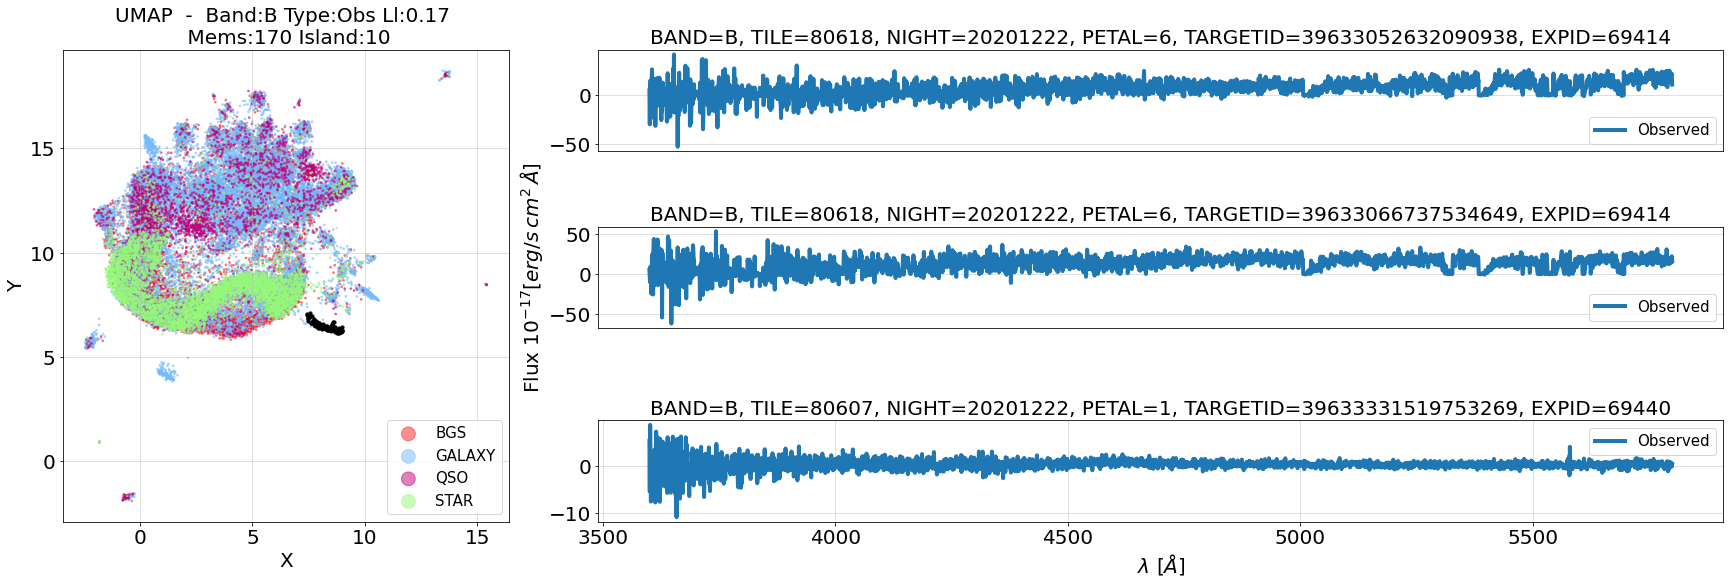 UMAP  -  Band:B Type:Obs Ll:0.17
Mems:170 Island:10
Y
15
10
5
0
BGS
GALAXY
QSO
STAR
0
5
10
15
X
Flux 10⁻¹⁷[erg/s cm² Å]
BAND=B, TILE=80618, NIGHT=20201222, PETAL=6, TARGETID=39633052632090938, EXPID=69414
0
−50
Observed
BAND=B, TILE=80618, NIGHT=20201222, PETAL=6, TARGETID=39633066737534649, EXPID=69414
50
0
−50
Observed
BAND=B, TILE=80607, NIGHT=20201222, PETAL=1, TARGETID=39633331519753269, EXPID=69440
0
−10
Observed
3500
4000
4500
5000
5500
λ [Å]